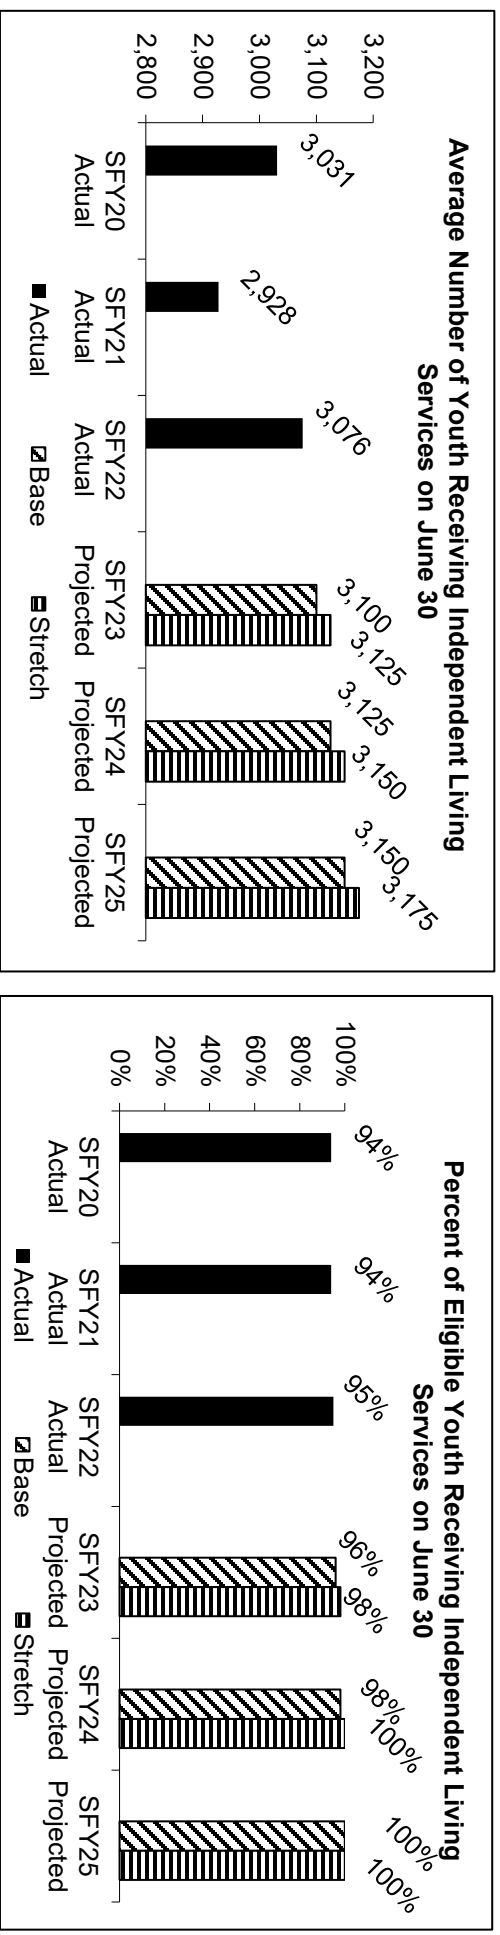 Average Number of Youth Receiving Independent Living
Services on June 30
3,200
3,100
3,000
2,900
2,800
3,031
2,928
3,076
3,100
3,125
3,125
3,150
3,150
3,175
SFY20 SFY21 SFY22 SFY23 SFY24 SFY25
Actual Actual Actual Projected Projected Projected
Actual Base Stretch
Percent of Eligible Youth Receiving Independent Living
Services on June 30
100%
80%
60%
40%
20%
0%
94%
94%
95%
96%
98%
98%
100%
100%
100%
SFY20 SFY21 SFY22 SFY23 SFY24 SFY25
Actual Actual Actual Projected Projected Projected
Actual Base Stretch